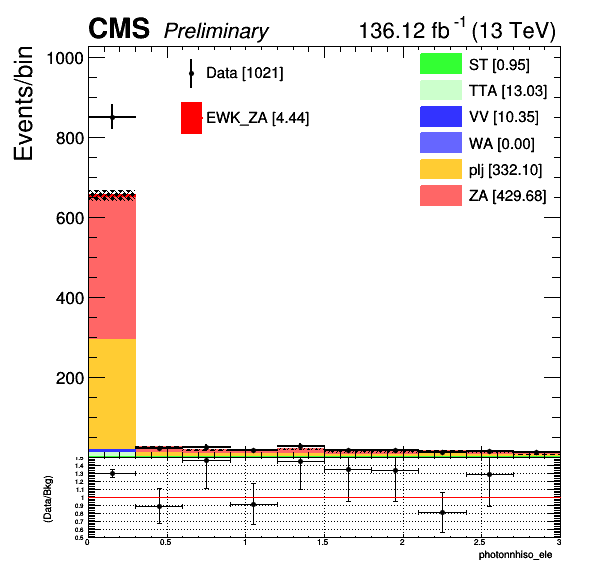 CMS Preliminary 136.12 fb⁻¹ (13 TeV)
Events/bin
1000
800
600
400
200
Data [1021]
EWK_ZA [4.44]
ST [0.95]
TTA [13.03]
VV [10.35]
WA [0.00]
plj [332.10]
ZA [429.68]
(Data/Bkg)
1.5
1.4
1.3
1.2
1.1
1
0.9
0.8
0.7
0.6
0.5
0 0.5 1 1.5 2 2.5 3
photonnhiso_ele